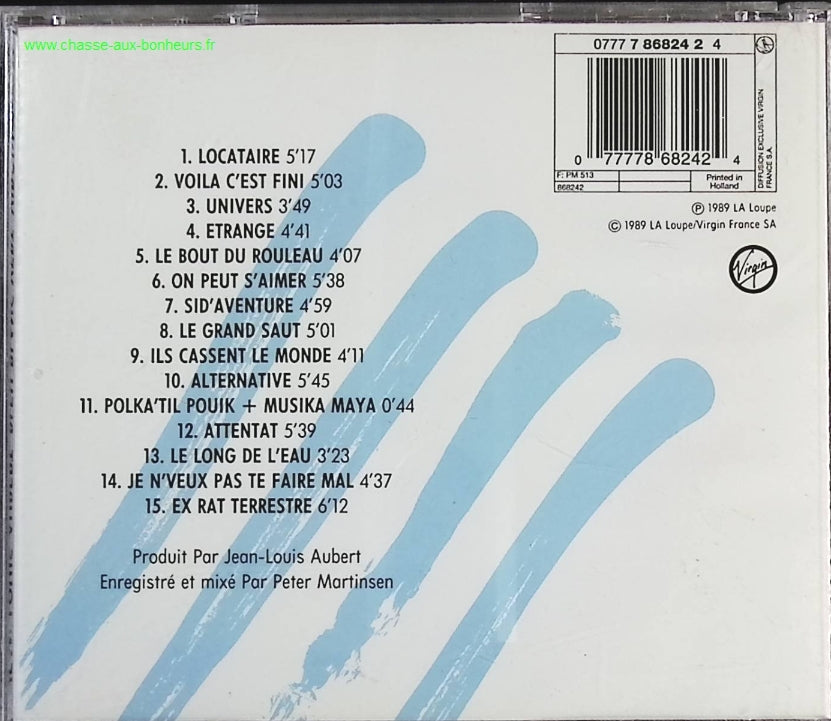 www.chasse-aux-bonheurs.fr
0777 7 86824 2 4
0 77778 68242 4
F: PM 513
868242
Printed in
Holland
DIFFUSION EXCLUSIVE VIRGIN
FRANCE S.A.
℗ 1989 LA Loupe
© 1989 LA Loupe/Virgin France SA
Virgin
1. LOCATAIRE 5'17
2. VOILA C'EST FINI 5'03
3. UNIVERS 3'49
4. ETRANGE 4'41
5. LE BOUT DU ROULEAU 4'07
6. ON PEUT S'AIMER 5'38
7. SID'AVENTURE 4'59
8. LE GRAND SAUT 5'01
9. ILS CASSENT LE MONDE 4'11
10. ALTERNATIVE 5'45
11. POLKA'TIL POUIK + MUSIKA MAYA 0'44
12. ATTENTAT 5'39
13. LE LONG DE L'EAU 3'23
14. JE N'VEUX PAS TE FAIRE MAL 4'37
15. EX RAT TERRESTRE 6'12
Produit Par Jean-Louis Aubert
Enregistré et mixé Par Peter Martinsen